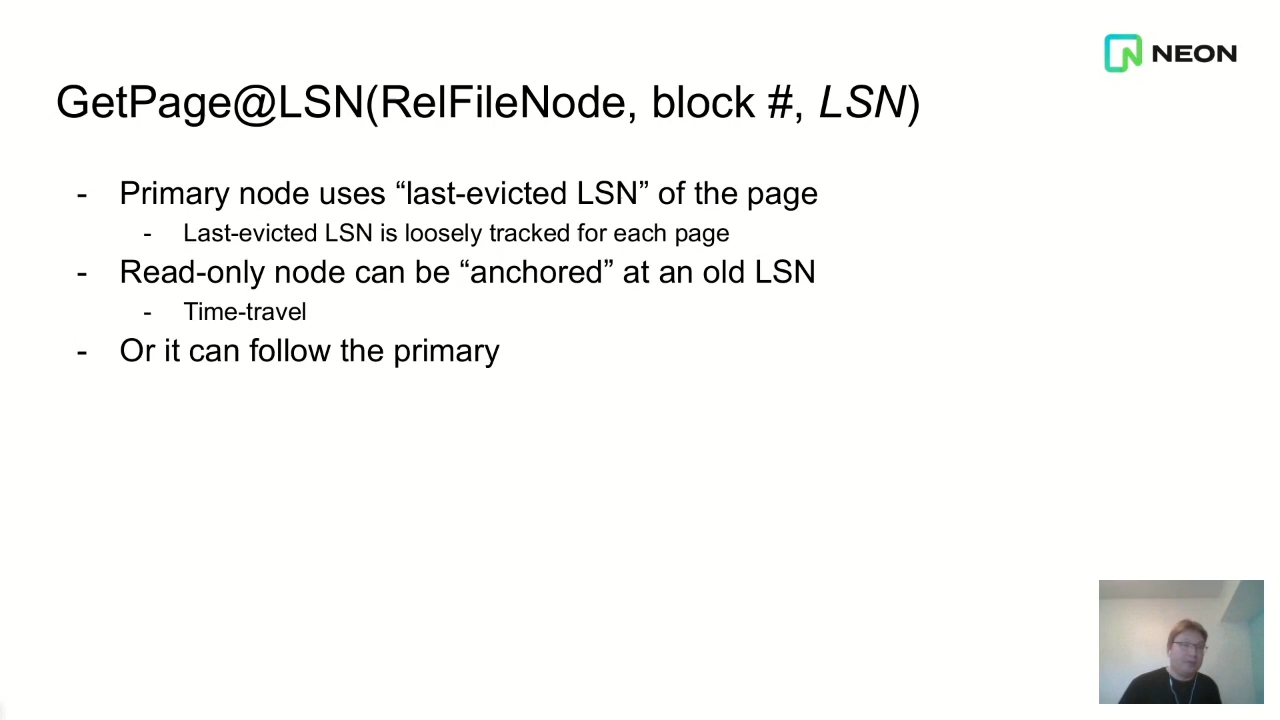 NEON
GetPage@LSN(RelFileNode, block #, LSN)
- Primary node uses “last-evicted LSN” of the page
- Last-evicted LSN is loosely tracked for each page
- Read-only node can be “anchored” at an old LSN
- Time-travel
- Or it can follow the primary